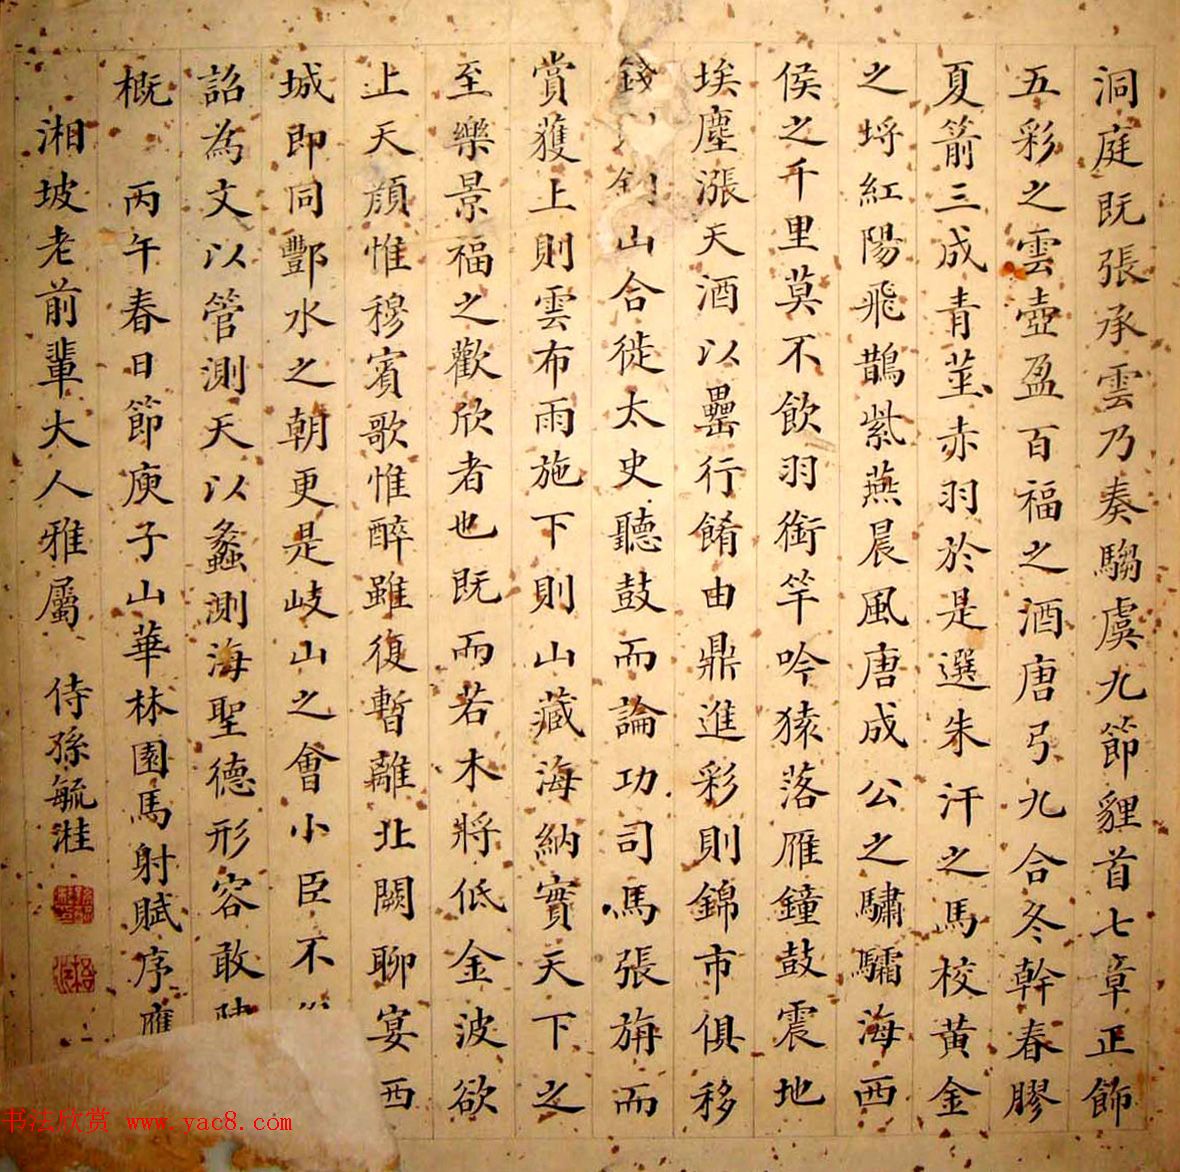 洞庭既張承雲乃奏騶虞九節貍首七章正飾
五彩之雲壺盈百福之酒唐弓九合冬幹春膠
夏箭三成青莖赤羽於是選朱汗之馬校黃金
之埒紅陽飛鵲紫燕晨風唐成公之驌驦海西
侯之千里莫不飲羽銜竿吟猿落雁鐘鼓震地
埃塵漲天酒以罍行餚由鼎進彩則錦市俱移
錢山合徙太史聽鼓而論功司馬張旃而
賞獲上則雲布雨施下則山藏海納實天下之
至樂景福之歡欣者也既而若木將低金波欲
上天顏惟穆賓歌惟醉雖復暫離北闕聊宴西
城即同酆水之朝更是岐山之會小臣不
詔為文以管測天以蠡測海聖德形容敢
概 丙午春日節庾子山華林園馬射賦序應
湘坡老前輩大人雅屬 侍孫毓溎
书法欣赏 www.yac8.com